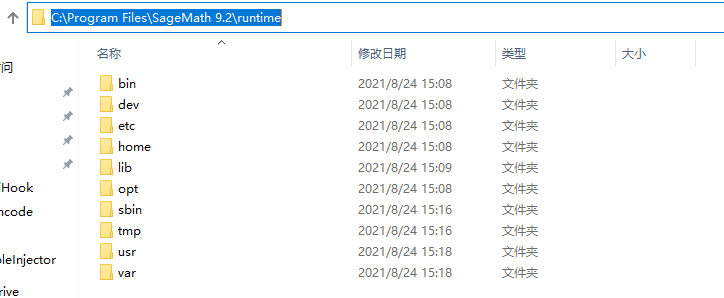 C:\Program Files\SageMath 9.2\runtime
名称 修改日期 类型 大小
问
bin 2021/8/24 15:08 文件夹
dev 2021/8/24 15:08 文件夹
etc 2021/8/24 15:08 文件夹
home 2021/8/24 15:08 文件夹
lib 2021/8/24 15:09 文件夹
opt 2021/8/24 15:08 文件夹
iHook
sbin 2021/8/24 15:16 文件夹
ncode
tmp 2021/8/24 15:16 文件夹
usr 2021/8/24 15:18 文件夹
oleInjector
var 2021/8/24 15:18 文件夹
rive